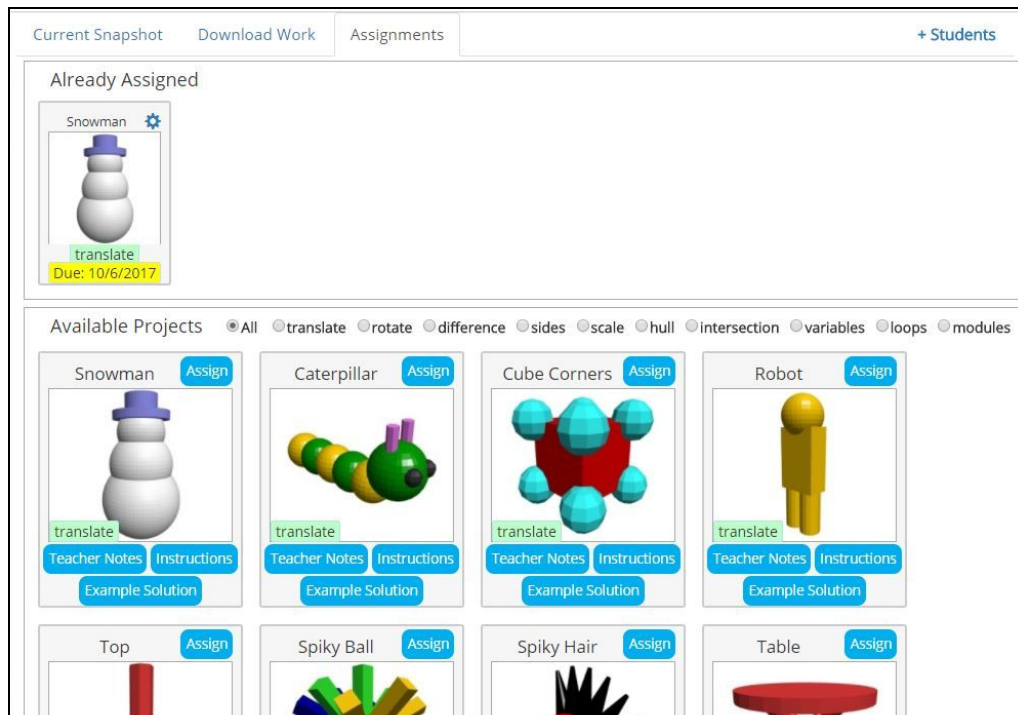 Current Snapshot Download Work Assignments + Students
Already Assigned
Snowman
translate
Due: 10/6/2017
Available Projects All translate rotate difference sides scale hull intersection variables loops modules
Snowman Assign
translate
Teacher Notes Instructions
Example Solution
Caterpillar Assign
translate
Teacher Notes Instructions
Example Solution
Cube Corners Assign
translate
Teacher Notes Instructions
Example Solution
Robot Assign
translate
Teacher Notes Instructions
Example Solution
Top Assign
Spiky Ball Assign
Spiky Hair Assign
Table Assign